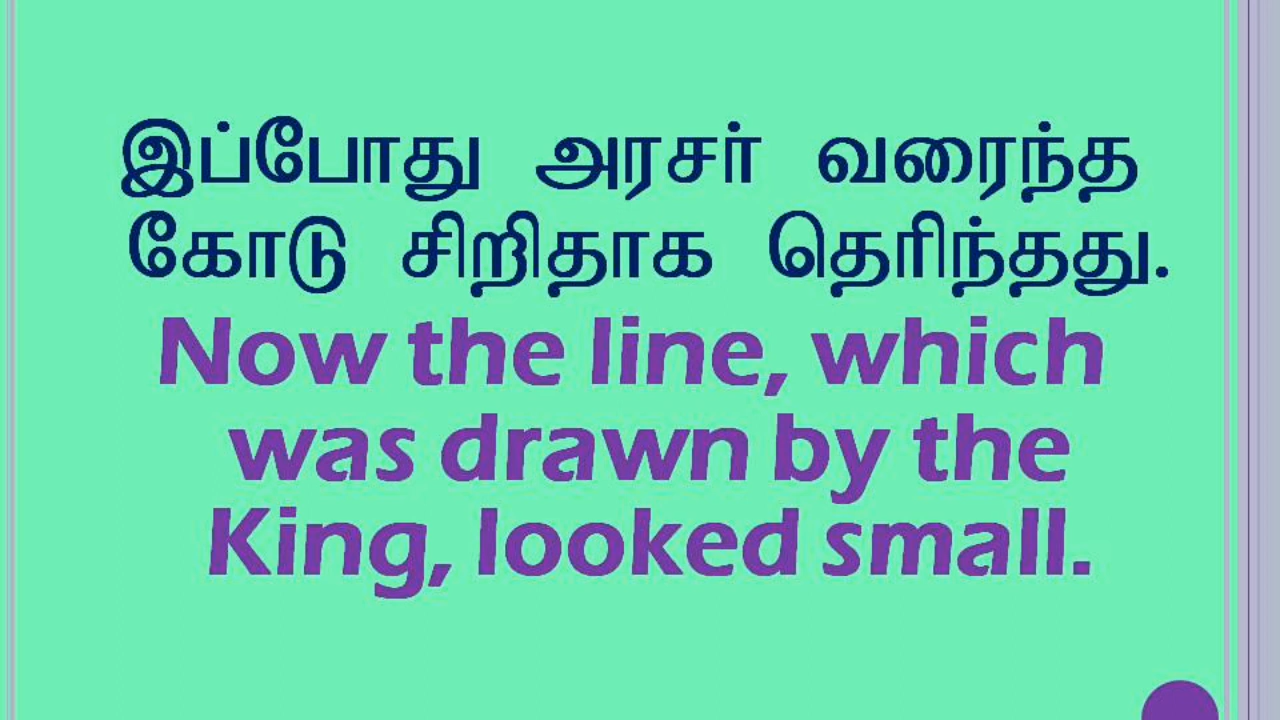 இப்போது அரசர் வரைந்த
கோடு சிறிதாக தெரிந்தது.
Now the line, which
was drawn by the
King, looked small.